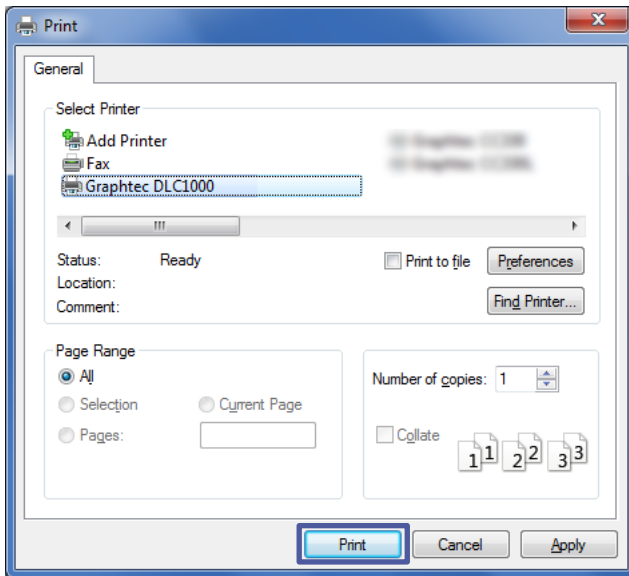 Print
General
Select Printer
Add Printer
Fax
Graphtec DLC1000
Status: Ready
Print to file
Preferences
Location:
Comment:
Find Printer...
Page Range
All
Selection
Current Page
Pages:
Number of copies: 1
Collate
1 1 2 2 3 3
Print
Cancel
Apply